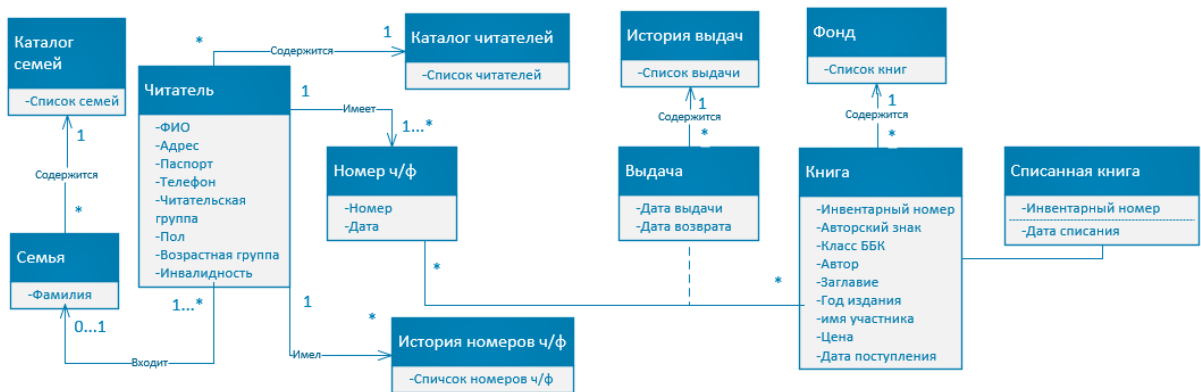 Каталог
семей
-Список семей
1
Содержится
*
Семья
-Фамилия
0...1
Входит
*
Содержится
1
Каталог читателей
-Список читателей
Читатель
-ФИО
-Адрес
-Паспорт
-Телефон
-Читательская
группа
-Пол
-Возрастная группа
-Инвалидность
1...*
1
Имеет
1...*
Номер ч/ф
-Номер
-Дата
*
1
Имел
*
История номеров ч/ф
-Спичсок номеров ч/ф
История выдач
-Список выдачи
1
Содержится
*
Выдача
-Дата выдачи
-Дата возврата
Фонд
-Список книг
1
Содержится
*
Книга
-Инвентарный номер
-Авторский знак
-Класс ББК
-Автор
-Заглавие
-Год издания
-имя участника
-Цена
-Дата поступления
*
Списанная книга
-Инвентарный номер
-Дата списания